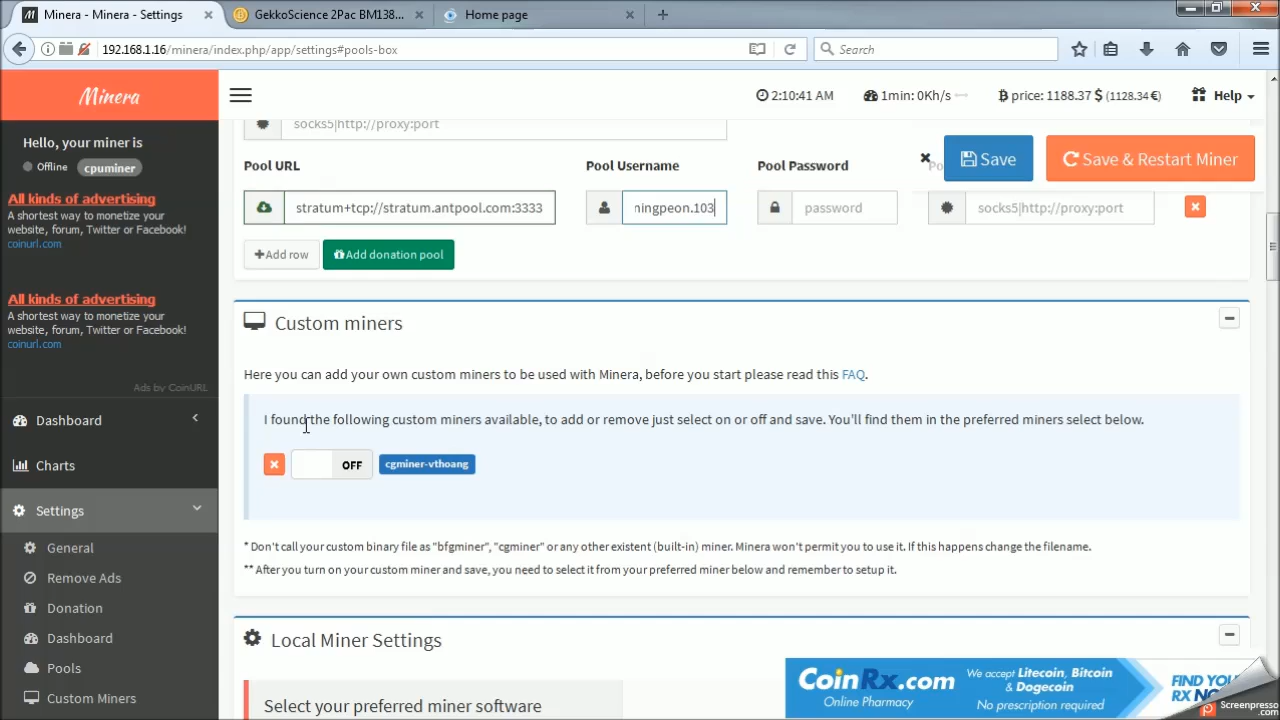 Minera - Minera - Settings
GekkoScience 2Pac BM138...
Home page
192.168.1.16/minera/index.php/app/settings#pools-box
Search
Minera
2:10:41 AM
1min: 0Kh/s
price: 1188.37 $ (1128.34 €)
Help
Hello, your miner is
Offline
cpuminer
socks5|http://proxy:port
Save
Save & Restart Miner
Pool URL
Pool Username
Pool Password
stratum+tcp://stratum.antpool.com:3333
ningpeon.103
password
socks5|http://proxy:port
Add row
Add donation pool
All kinds of advertising
A shortest way to monetize your
website, forum, Twitter or Facebook!
coinurl.com
All kinds of advertising
A shortest way to monetize your
website, forum, Twitter or Facebook!
coinurl.com
Ads by CoinURL
Dashboard
Charts
Settings
General
Remove Ads
Donation
Dashboard
Pools
Custom Miners
Custom miners
Here you can add your own custom miners to be used with Minera, before you start please read this FAQ.
I found the following custom miners available, to add or remove just select on or off and save. You'll find them in the preferred miners select below.
OFF
cgminer-vthoang
* Don't call your custom binary file as "bfgminer", "cgminer" or any other existent (built-in) miner. Minera won't permit you to use it. If this happens change the filename.
** After you turn on your custom miner and save, you need to select it from your preferred miner below and remember to setup it.
Local Miner Settings
Select your preferred miner software
CoinRx.com
Online Pharmacy
We accept Litecoin, Bitcoin
& Dogecoin
No prescription required
FIND YOU
RX NO
Screenpresso
.com